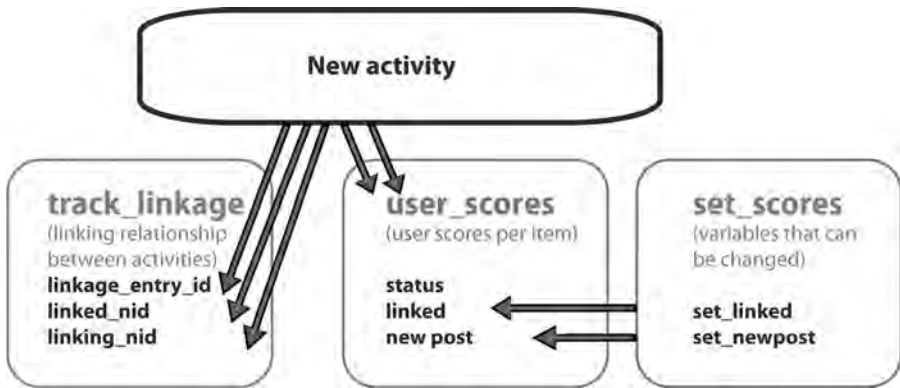 New activity
track_linkage
(linking relationship
between activities)
linkage_entry_id
linked_nid
linking_nid
user_scores
(user scores per item)
status
linked
new post
set_scores
(variables that can
be changed)
set_linked
set_newpost